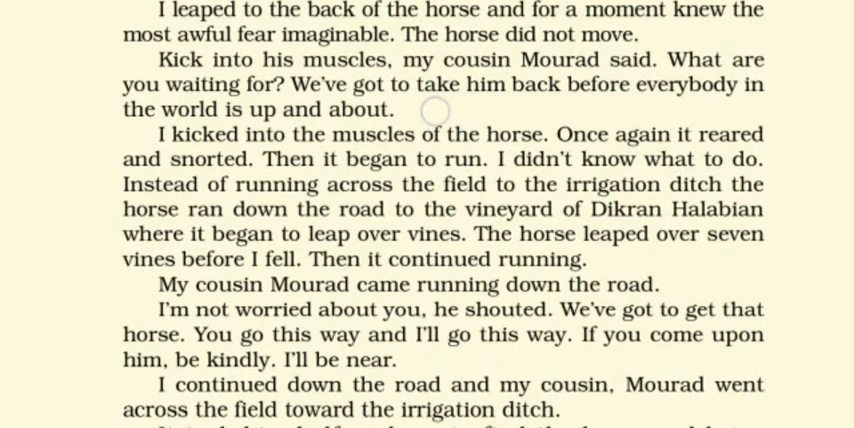 I leaped to the back of the horse and for a moment knew the
most awful fear imaginable. The horse did not move.
Kick into his muscles, my cousin Mourad said. What are
you waiting for? We've got to take him back before everybody in
the world is up and about.
I kicked into the muscles of the horse. Once again it reared
and snorted. Then it began to run. I didn't know what to do.
Instead of running across the field to the irrigation ditch the
horse ran down the road to the vineyard of Dikran Halabian
where it began to leap over vines. The horse leaped over seven
vines before I fell. Then it continued running.
My cousin Mourad came running down the road.
I'm not worried about you, he shouted. We've got to get that
horse. You go this way and I'll go this way. If you come upon
him, be kindly. I'll be near.
I continued down the road and my cousin, Mourad went
across the field toward the irrigation ditch.